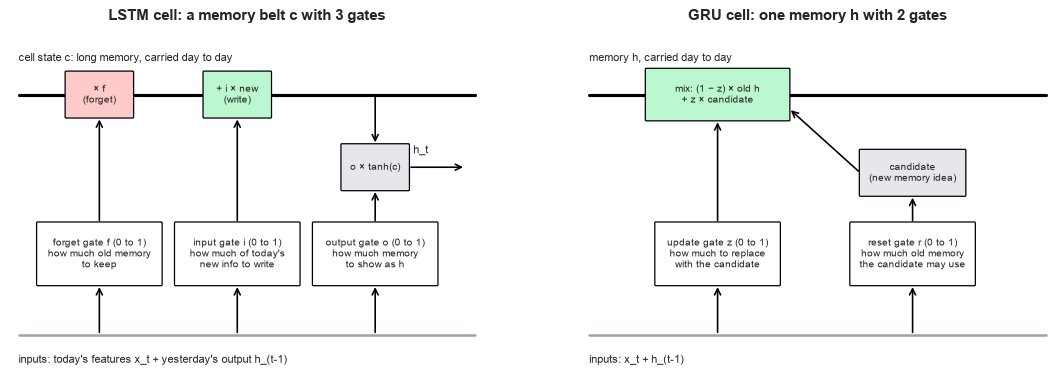 LSTM cell: a memory belt c with 3 gates
cell state c: long memory, carried day to day
× f
(forget)
+ i × new
(write)
o × tanh(c)
h_t
forget gate f (0 to 1)
how much old memory
to keep
input gate i (0 to 1)
how much of today's
new info to write
output gate o (0 to 1)
how much memory
to show as h
inputs: today's features x_t + yesterday's output h_(t-1)
GRU cell: one memory h with 2 gates
memory h, carried day to day
mix: (1 − z) × old h
+ z × candidate
candidate
(new memory idea)
update gate z (0 to 1)
how much to replace
with the candidate
reset gate r (0 to 1)
how much old memory
the candidate may use
inputs: x_t + h_(t-1)